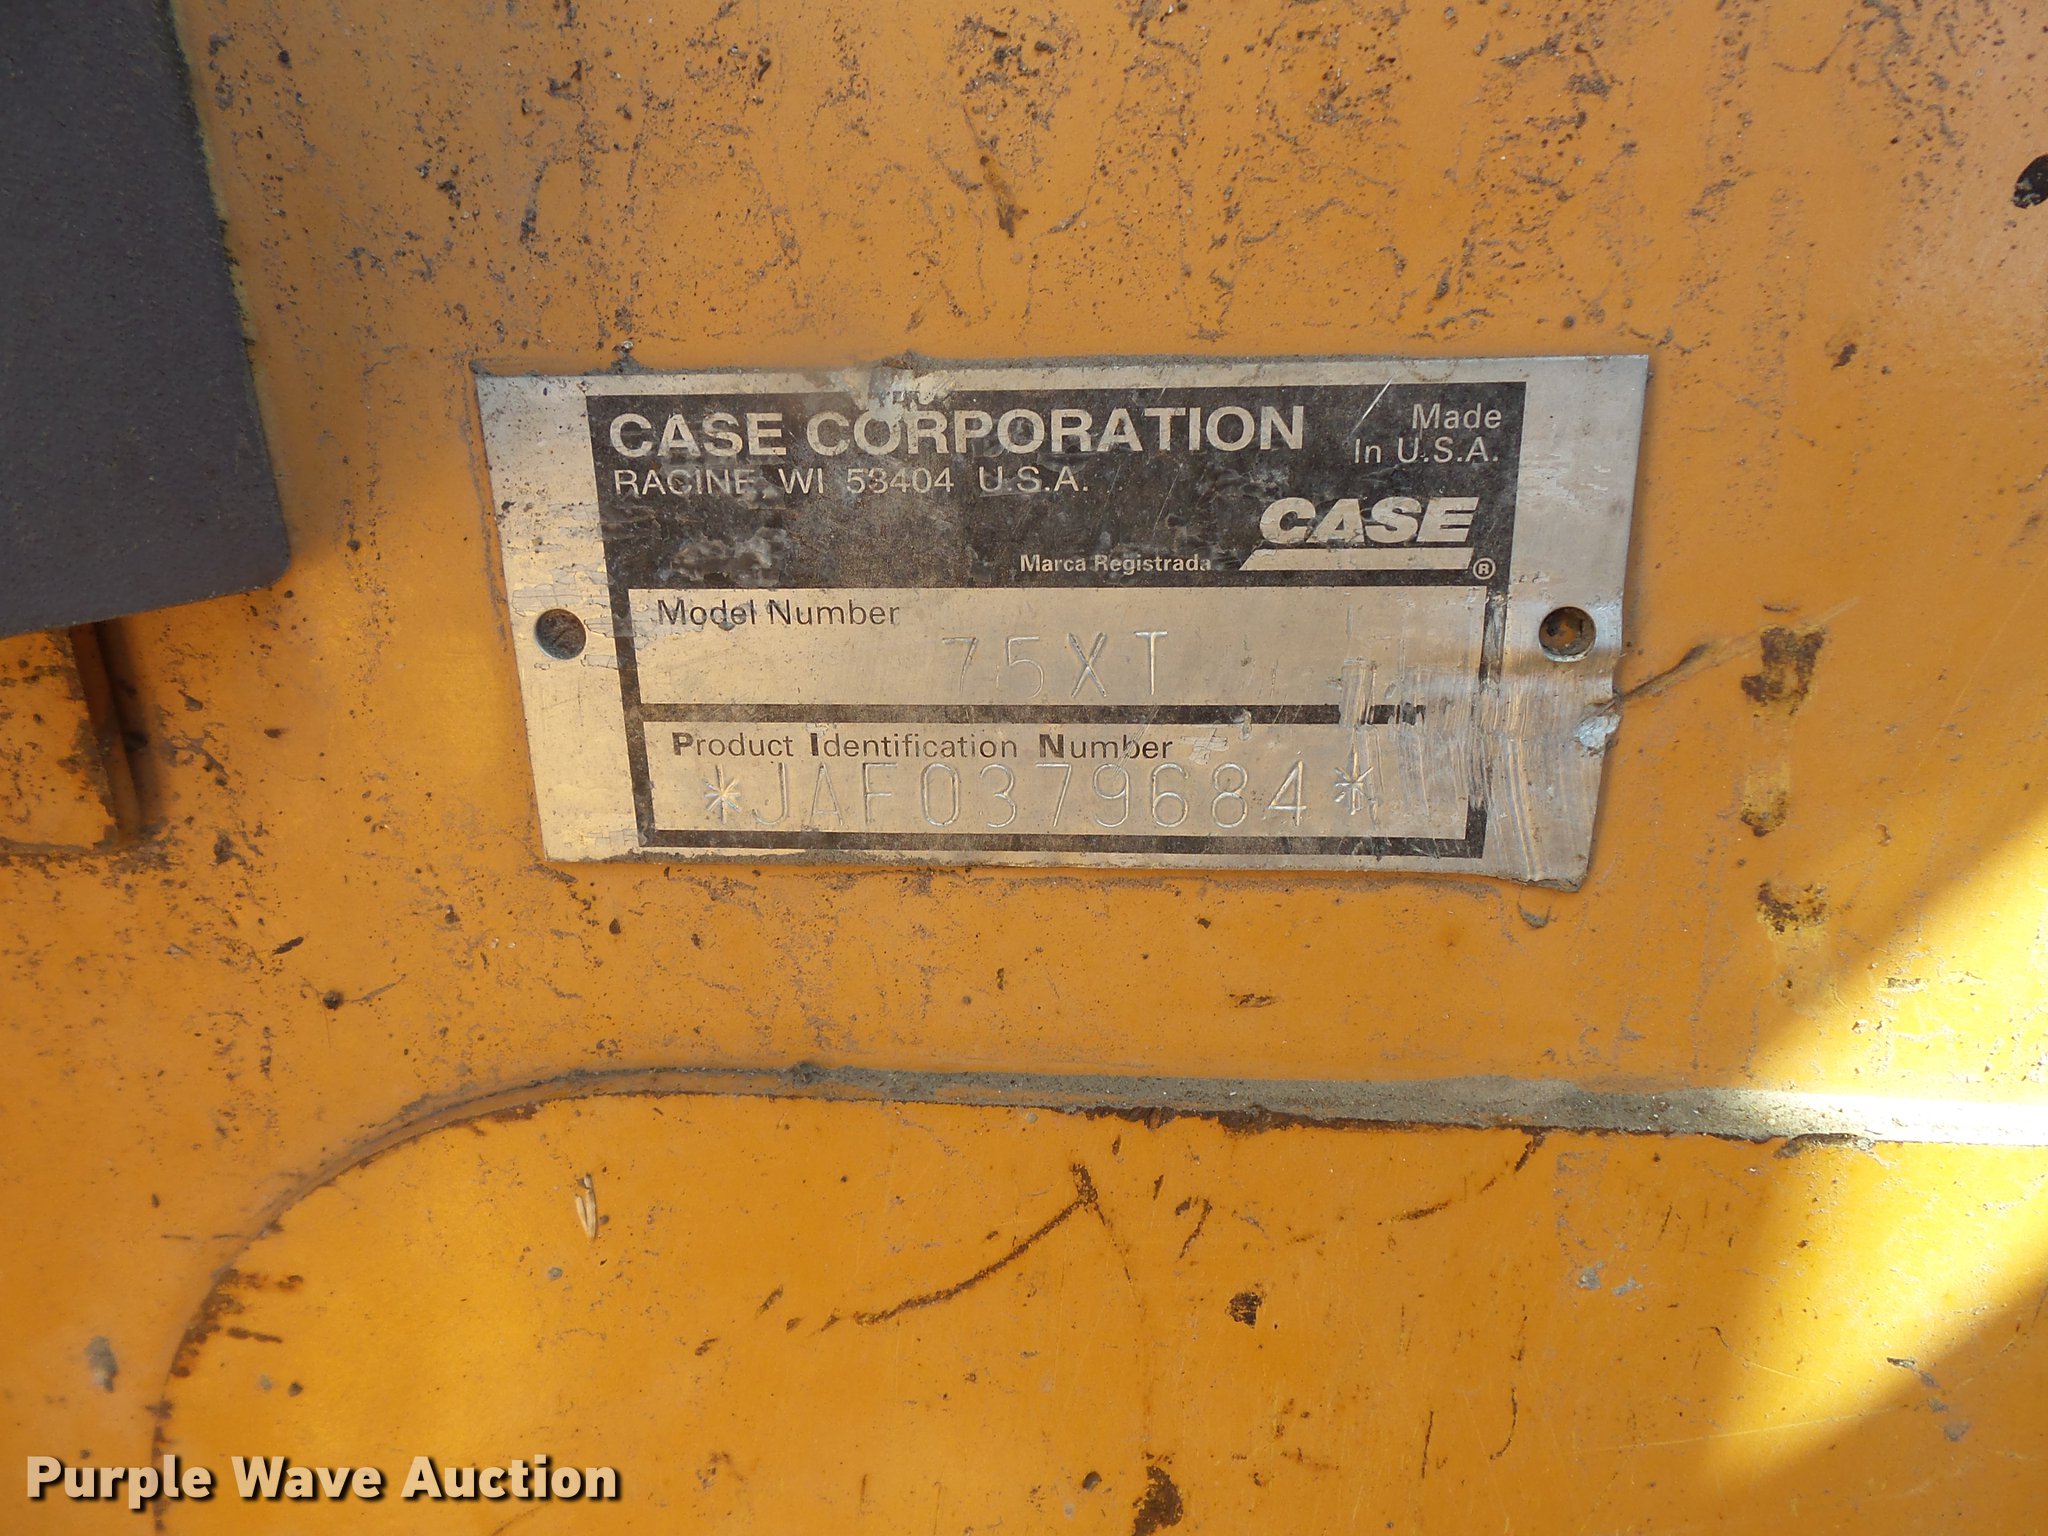 CASE CORPORATION
Made
In U.S.A.
RACINE, WI 53404 U.S.A.
CASE
Marca Registrada
®
Model Number
75XT
Product Identification Number
*JAF0379684*
Purple Wave Auction